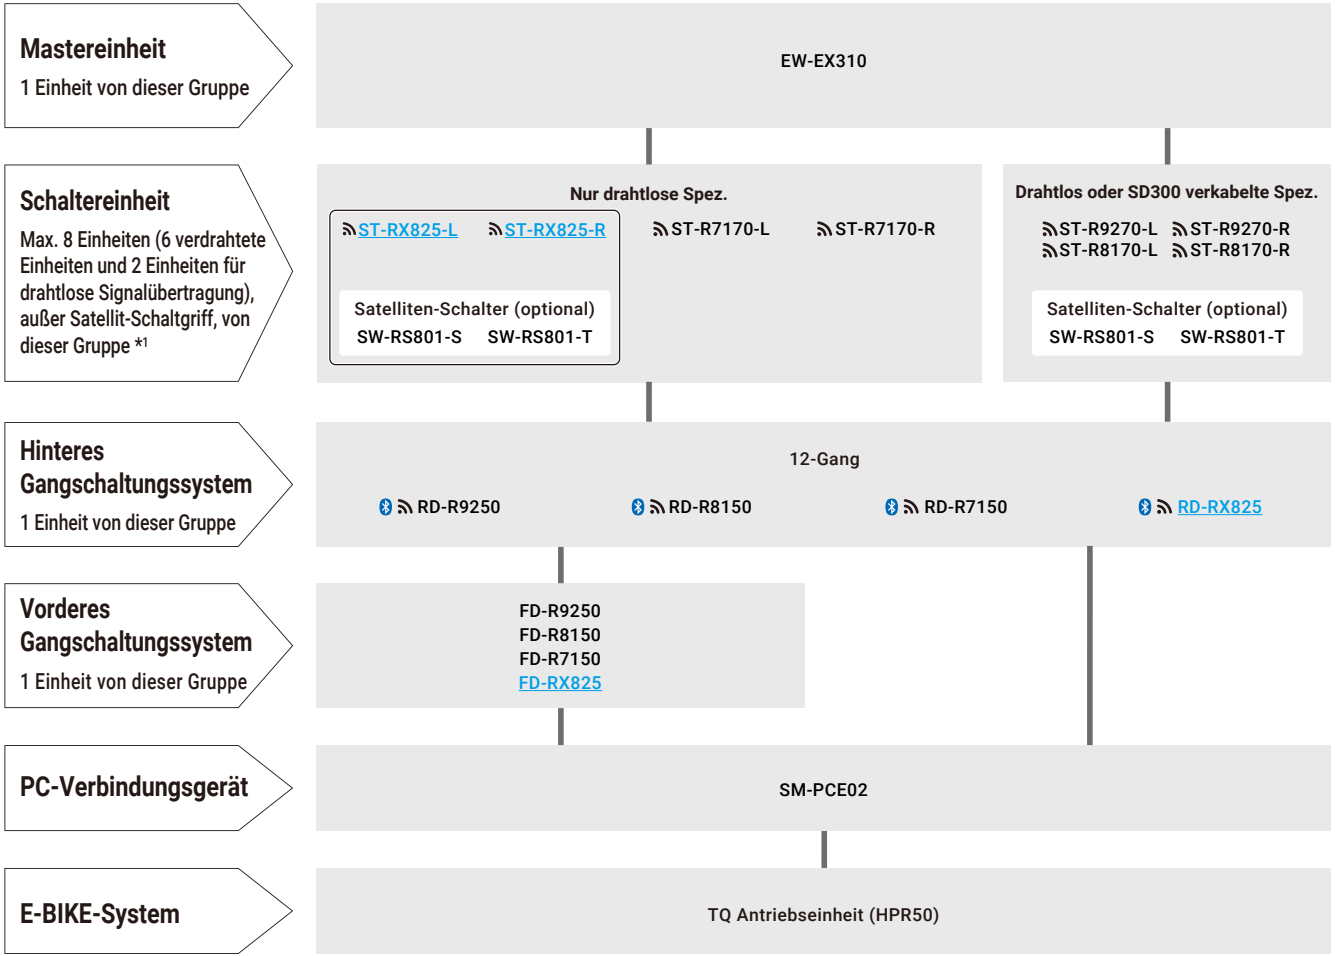 Mastereinheit
1 Einheit von dieser Gruppe
EW-EX310
Schaltereinheit
Max. 8 Einheiten (6 verdrahtete
Einheiten und 2 Einheiten für
drahtlose Signalübertragung),
außer Satellit-Schaltgriff, von
dieser Gruppe *1
Nur drahtlose Spez.
ST-RX825-L ST-RX825-R ST-R7170-L ST-R7170-R
Satelliten-Schalter (optional)
SW-RS801-S SW-RS801-T
Drahtlos oder SD300 verkabelte Spez.
ST-R9270-L ST-R9270-R
ST-R8170-L ST-R8170-R
Satelliten-Schalter (optional)
SW-RS801-S SW-RS801-T
Hinteres
Gangschaltungssystem
1 Einheit von dieser Gruppe
12-Gang
RD-R9250 RD-R8150 RD-R7150 RD-RX825
Vorderes
Gangschaltungssystem
1 Einheit von dieser Gruppe
FD-R9250
FD-R8150
FD-R7150
FD-RX825
PC-Verbindungsgerät
SM-PCE02
E-BIKE-System
TQ Antriebseinheit (HPR50)